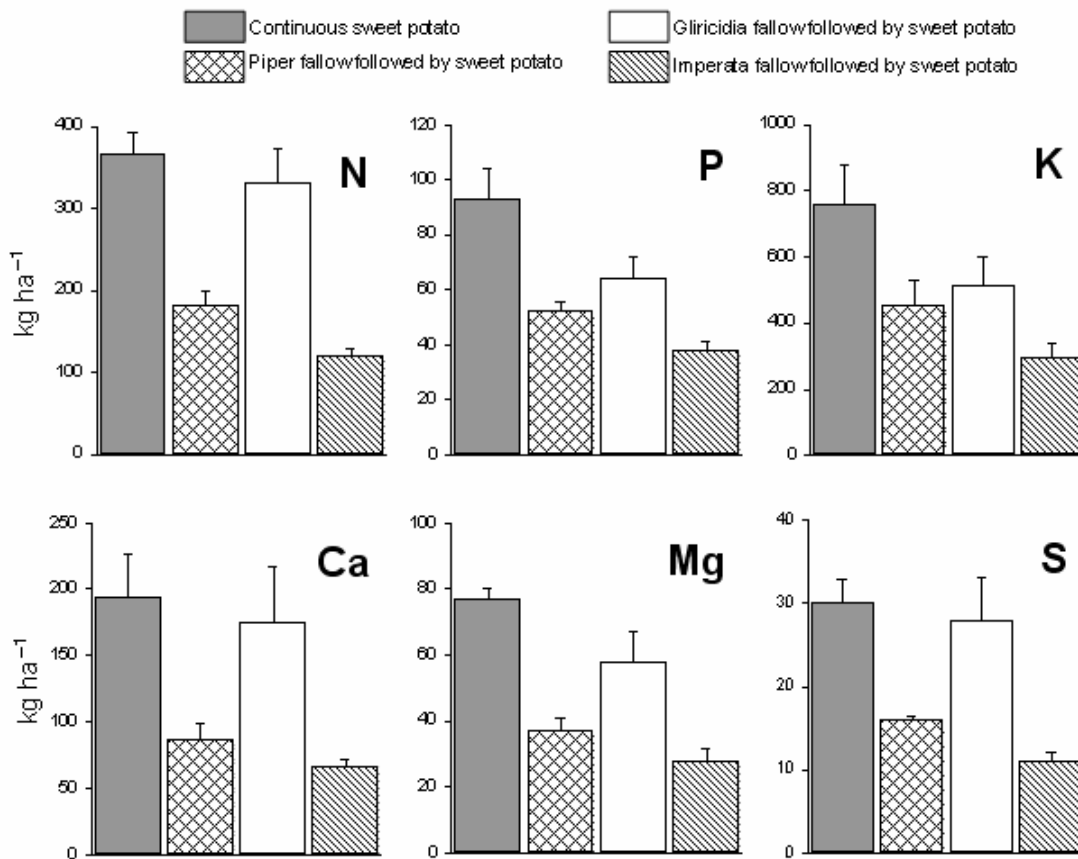 Continuous sweet potato
Gliricidia fallowfollowed by sweet potato
Piper fallowfollowed by sweet potato
Imperata fallowfollowed by sweet potato
400
300
200
100
0
kg ha⁻¹
N
120
100
80
60
40
20
0
P
1000
800
600
400
200
0
K
250
200
150
100
50
0
kg ha⁻¹
Ca
100
80
60
40
20
0
Mg
40
30
20
10
0
S